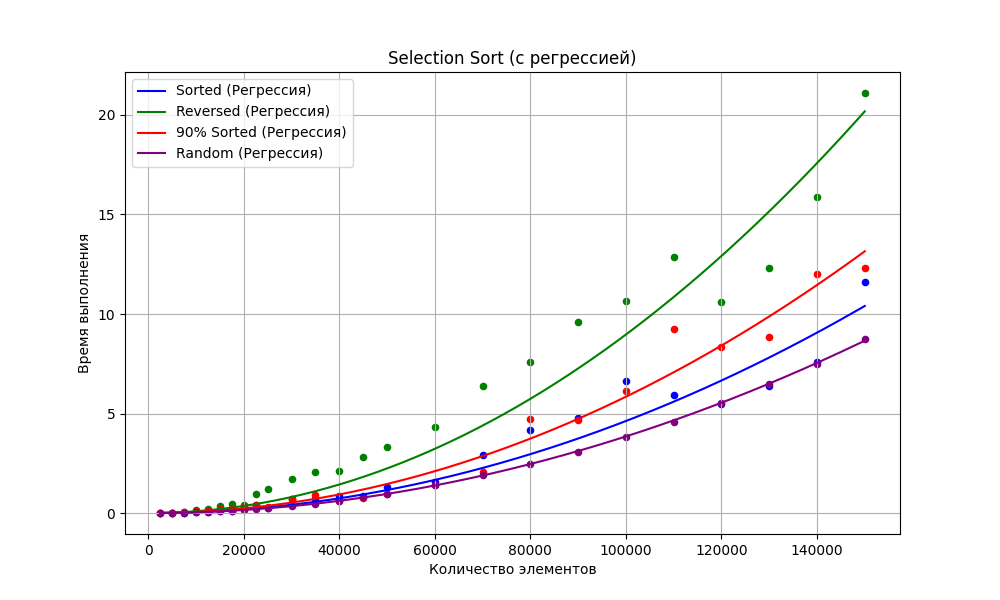 Selection Sort (с регрессией)
Sorted (Регрессия)
Reversed (Регрессия)
90% Sorted (Регрессия)
Random (Регрессия)
Время выполнения
20
15
10
5
0
0 20000 40000 60000 80000 100000 120000 140000
Количество элементов